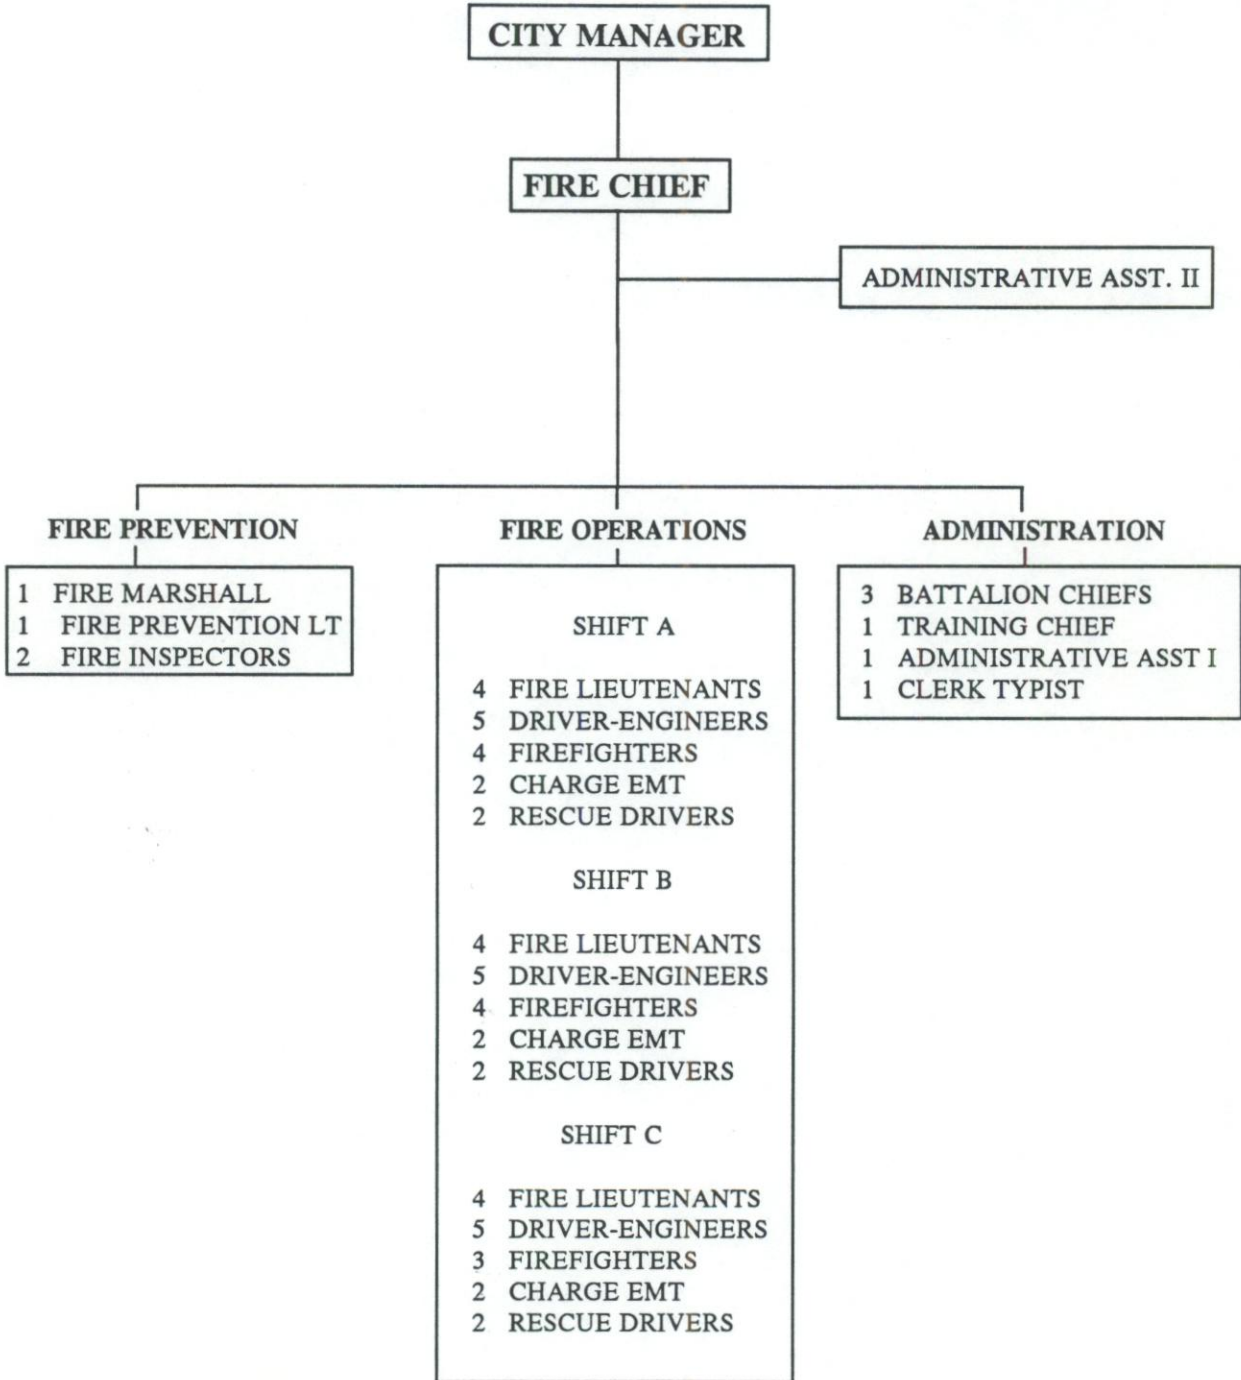 CITY MANAGER
FIRE CHIEF
ADMINISTRATIVE ASST. II
FIRE PREVENTION
1 FIRE MARSHALL
1 FIRE PREVENTION LT
2 FIRE INSPECTORS
FIRE OPERATIONS
SHIFT A
4 FIRE LIEUTENANTS
5 DRIVER-ENGINEERS
4 FIREFIGHTERS
2 CHARGE EMT
2 RESCUE DRIVERS
SHIFT B
4 FIRE LIEUTENANTS
5 DRIVER-ENGINEERS
4 FIREFIGHTERS
2 CHARGE EMT
2 RESCUE DRIVERS
SHIFT C
4 FIRE LIEUTENANTS
5 DRIVER-ENGINEERS
3 FIREFIGHTERS
2 CHARGE EMT
2 RESCUE DRIVERS
ADMINISTRATION
3 BATTALION CHIEFS
1 TRAINING CHIEF
1 ADMINISTRATIVE ASST I
1 CLERK TYPIST